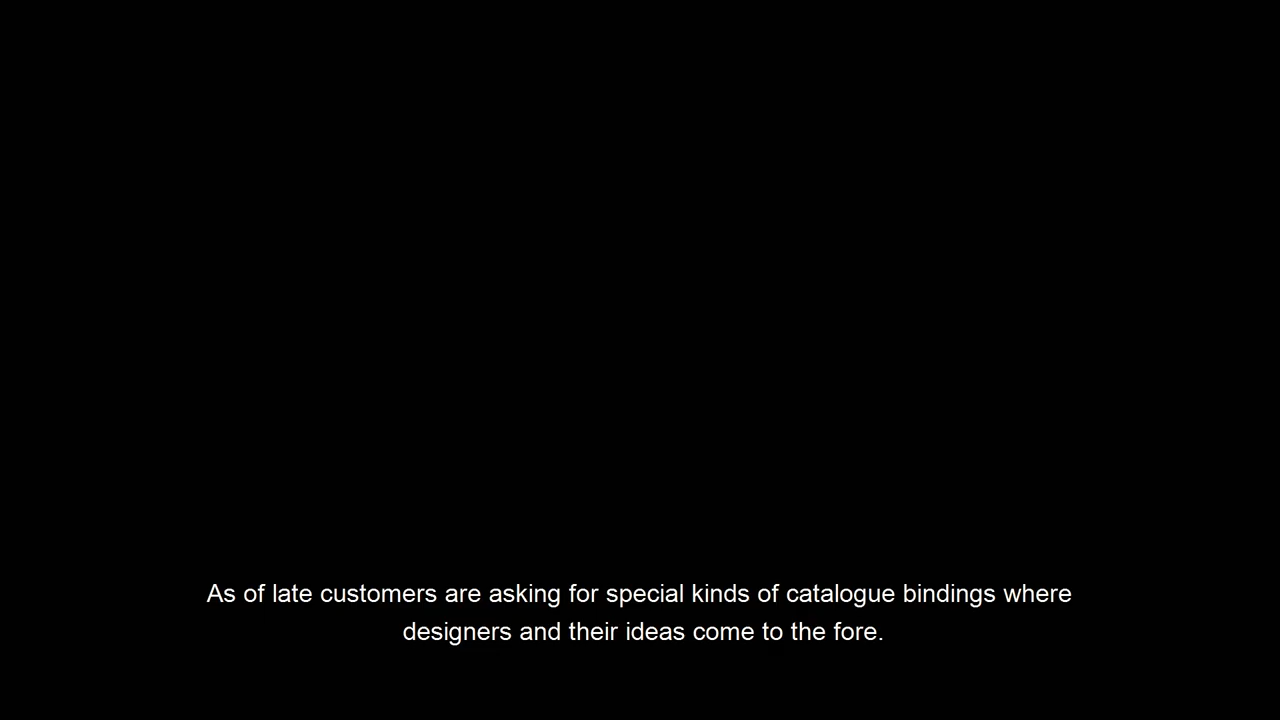 As of late customers are asking for special kinds of catalogue bindings where
designers and their ideas come to the fore.